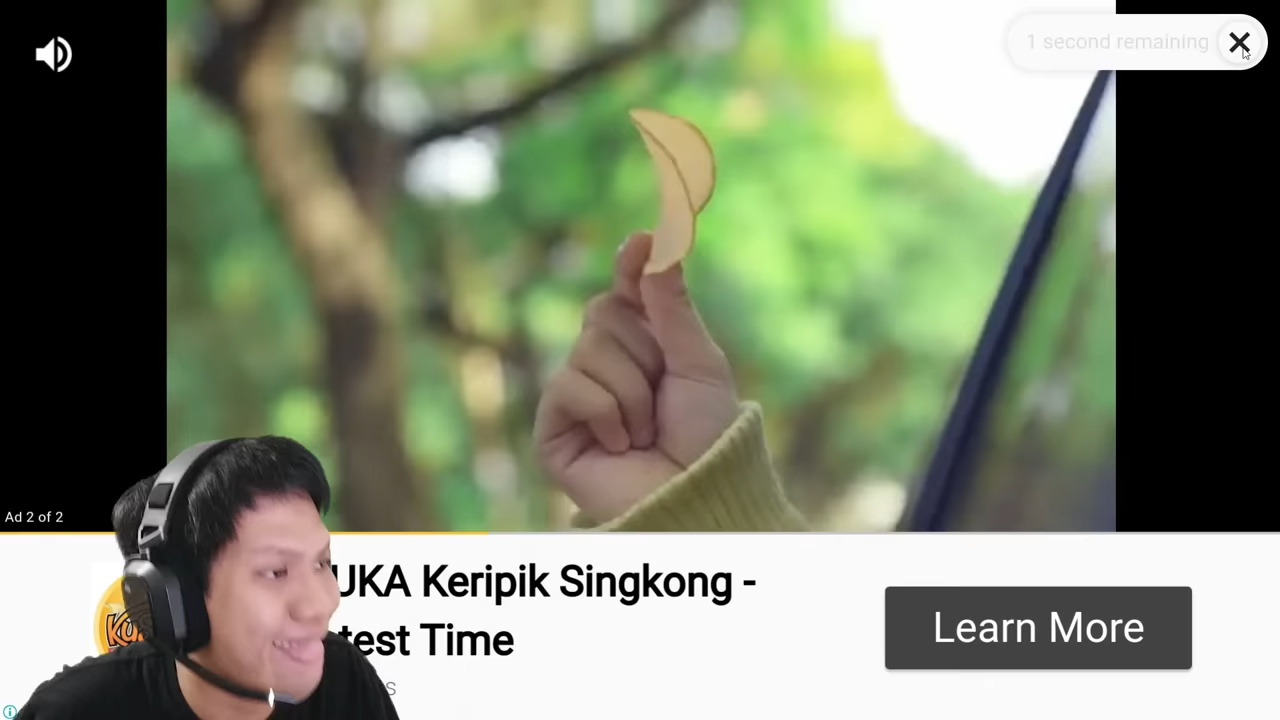 1 second remaining
Ad 2 of 2
UKA Keripik Singkong -
test Time
Learn More